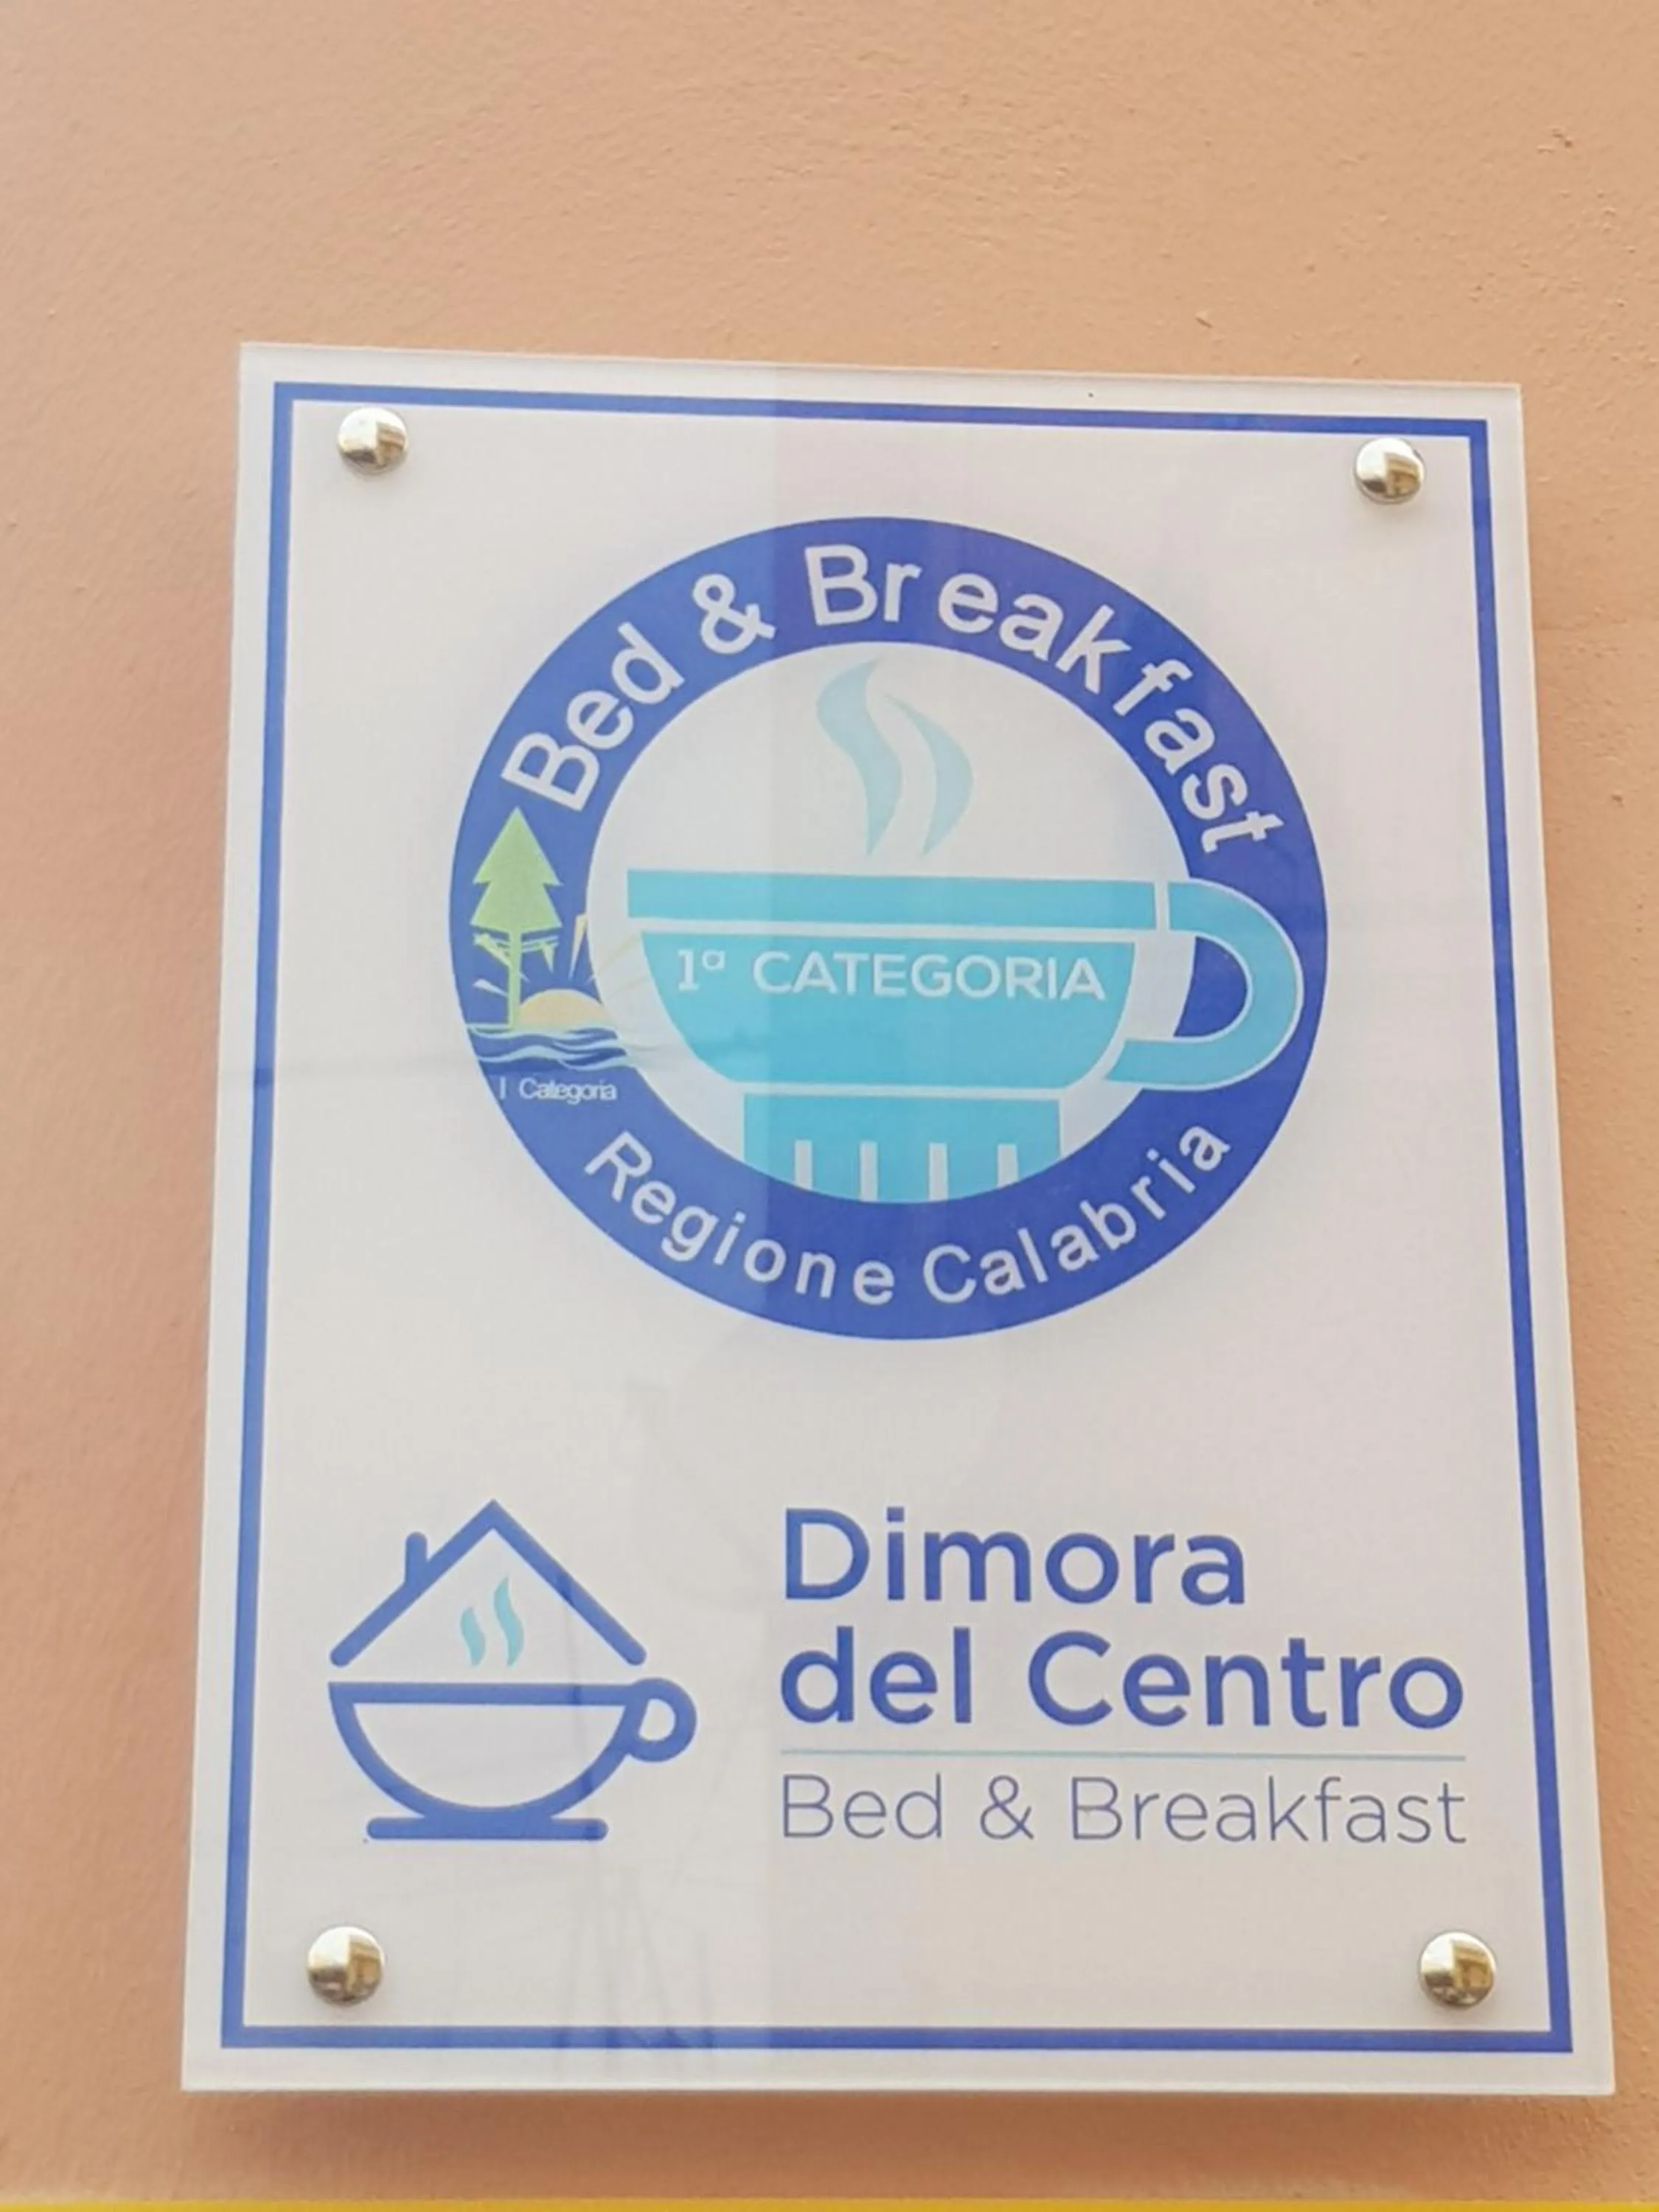 Bed & Breakfast
1ª CATEGORIA
I Categoria
Regione Calabria
Dimora
del Centro
Bed & Breakfast